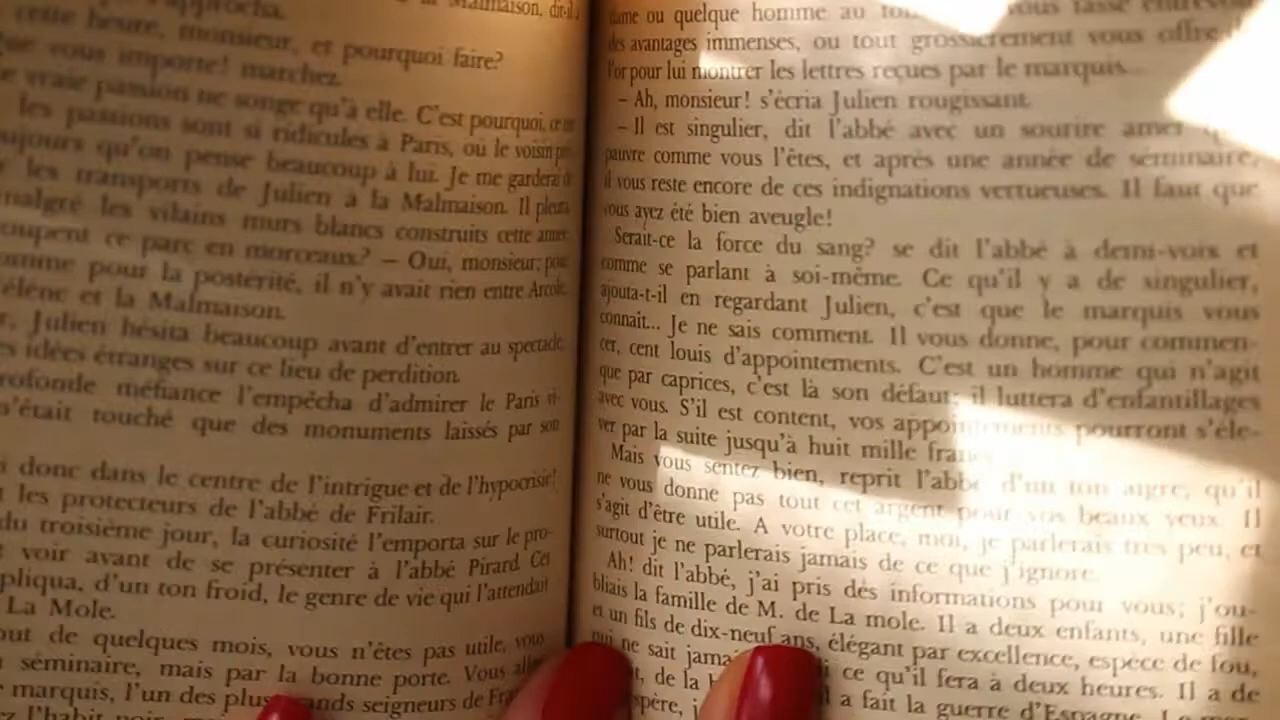 Malmaison, dit-il à
cette heure, monsieur, et pourquoi faire?
que vous importe! marchez.
vraie passion ne songe qu'à elle. C'est pourquoi, ce
les passions sont si ridicules à Paris, où le voisin
qu'on pense beaucoup à lui. Je me garderai
les transports de Julien à la Malmaison. Il pleura
malgré les vilains murs blancs construits cette année
ce parc en morceaux? – Oui, monsieur; pour
comme pour la postérité, il n'y avait rien entre Arcole,
et la Malmaison.
Julien hésita beaucoup avant d'entrer au spectacle,
idées étranges sur ce lieu de perdition.
méfiance l'empêcha d'admirer le Paris vi-
n'était touché que des monuments laissés par son
donc dans le centre de l'intrigue et de l'hypocrisie!
les protecteurs de l'abbé de Frilair.
du troisième jour, la curiosité l'emporta sur le pro-
voir avant de se présenter à l'abbé Pirard. Cet
d'un ton froid, le genre de vie qui l'attendait
La Mole.
de quelques mois, vous n'êtes pas utile, vous
séminaire, mais par la bonne porte. Vous
marquis, l'un des plus grands seigneurs de
l'habit noir,
dame ou quelque homme au
des avantages immenses, ou tout grossièrement vous offre
l'or pour lui montrer les lettres reçues par le marquis...
– Ah, monsieur! s'écria Julien rougissant.
– Il est singulier, dit l'abbé avec un sourire amer
pauvre comme vous l'êtes, et après une année de séminaire,
il vous reste encore de ces indignations vertueuses. Il faut que
vous ayez été bien aveugle!
Serait-ce la force du sang? se dit l'abbé à demi-voix et
comme se parlant à soi-même. Ce qu'il y a de singulier,
ajouta-t-il en regardant Julien, c'est que le marquis vous
connaît... Je ne sais comment. Il vous donne, pour commen-
cer, cent louis d'appointements. C'est un homme qui n'agit
que par caprices, c'est là son défaut; il luttera d'enfantillages
avec vous. S'il est content, vos appointements pourront s'éle-
ver par la suite jusqu'à huit mille
Mais vous sentez bien, reprit l'abbé d'un ton aigre, qu'il
ne vous donne pas tout cet argent pour vos beaux yeux. Il
s'agit d'être utile. A votre place, moi, je parlerais très peu, et
surtout je ne parlerais jamais de ce que j'ignore.
Ah! dit l'abbé, j'ai pris des informations pour vous; j'ou-
bliais la famille de M. de La mole. Il a deux enfants, une fille
et un fils de dix-neuf ans, élégant par excellence, espèce de fou,
qui ne sait ce qu'il fera à deux heures. Il a de
de la a fait la guerre d'Espagne.